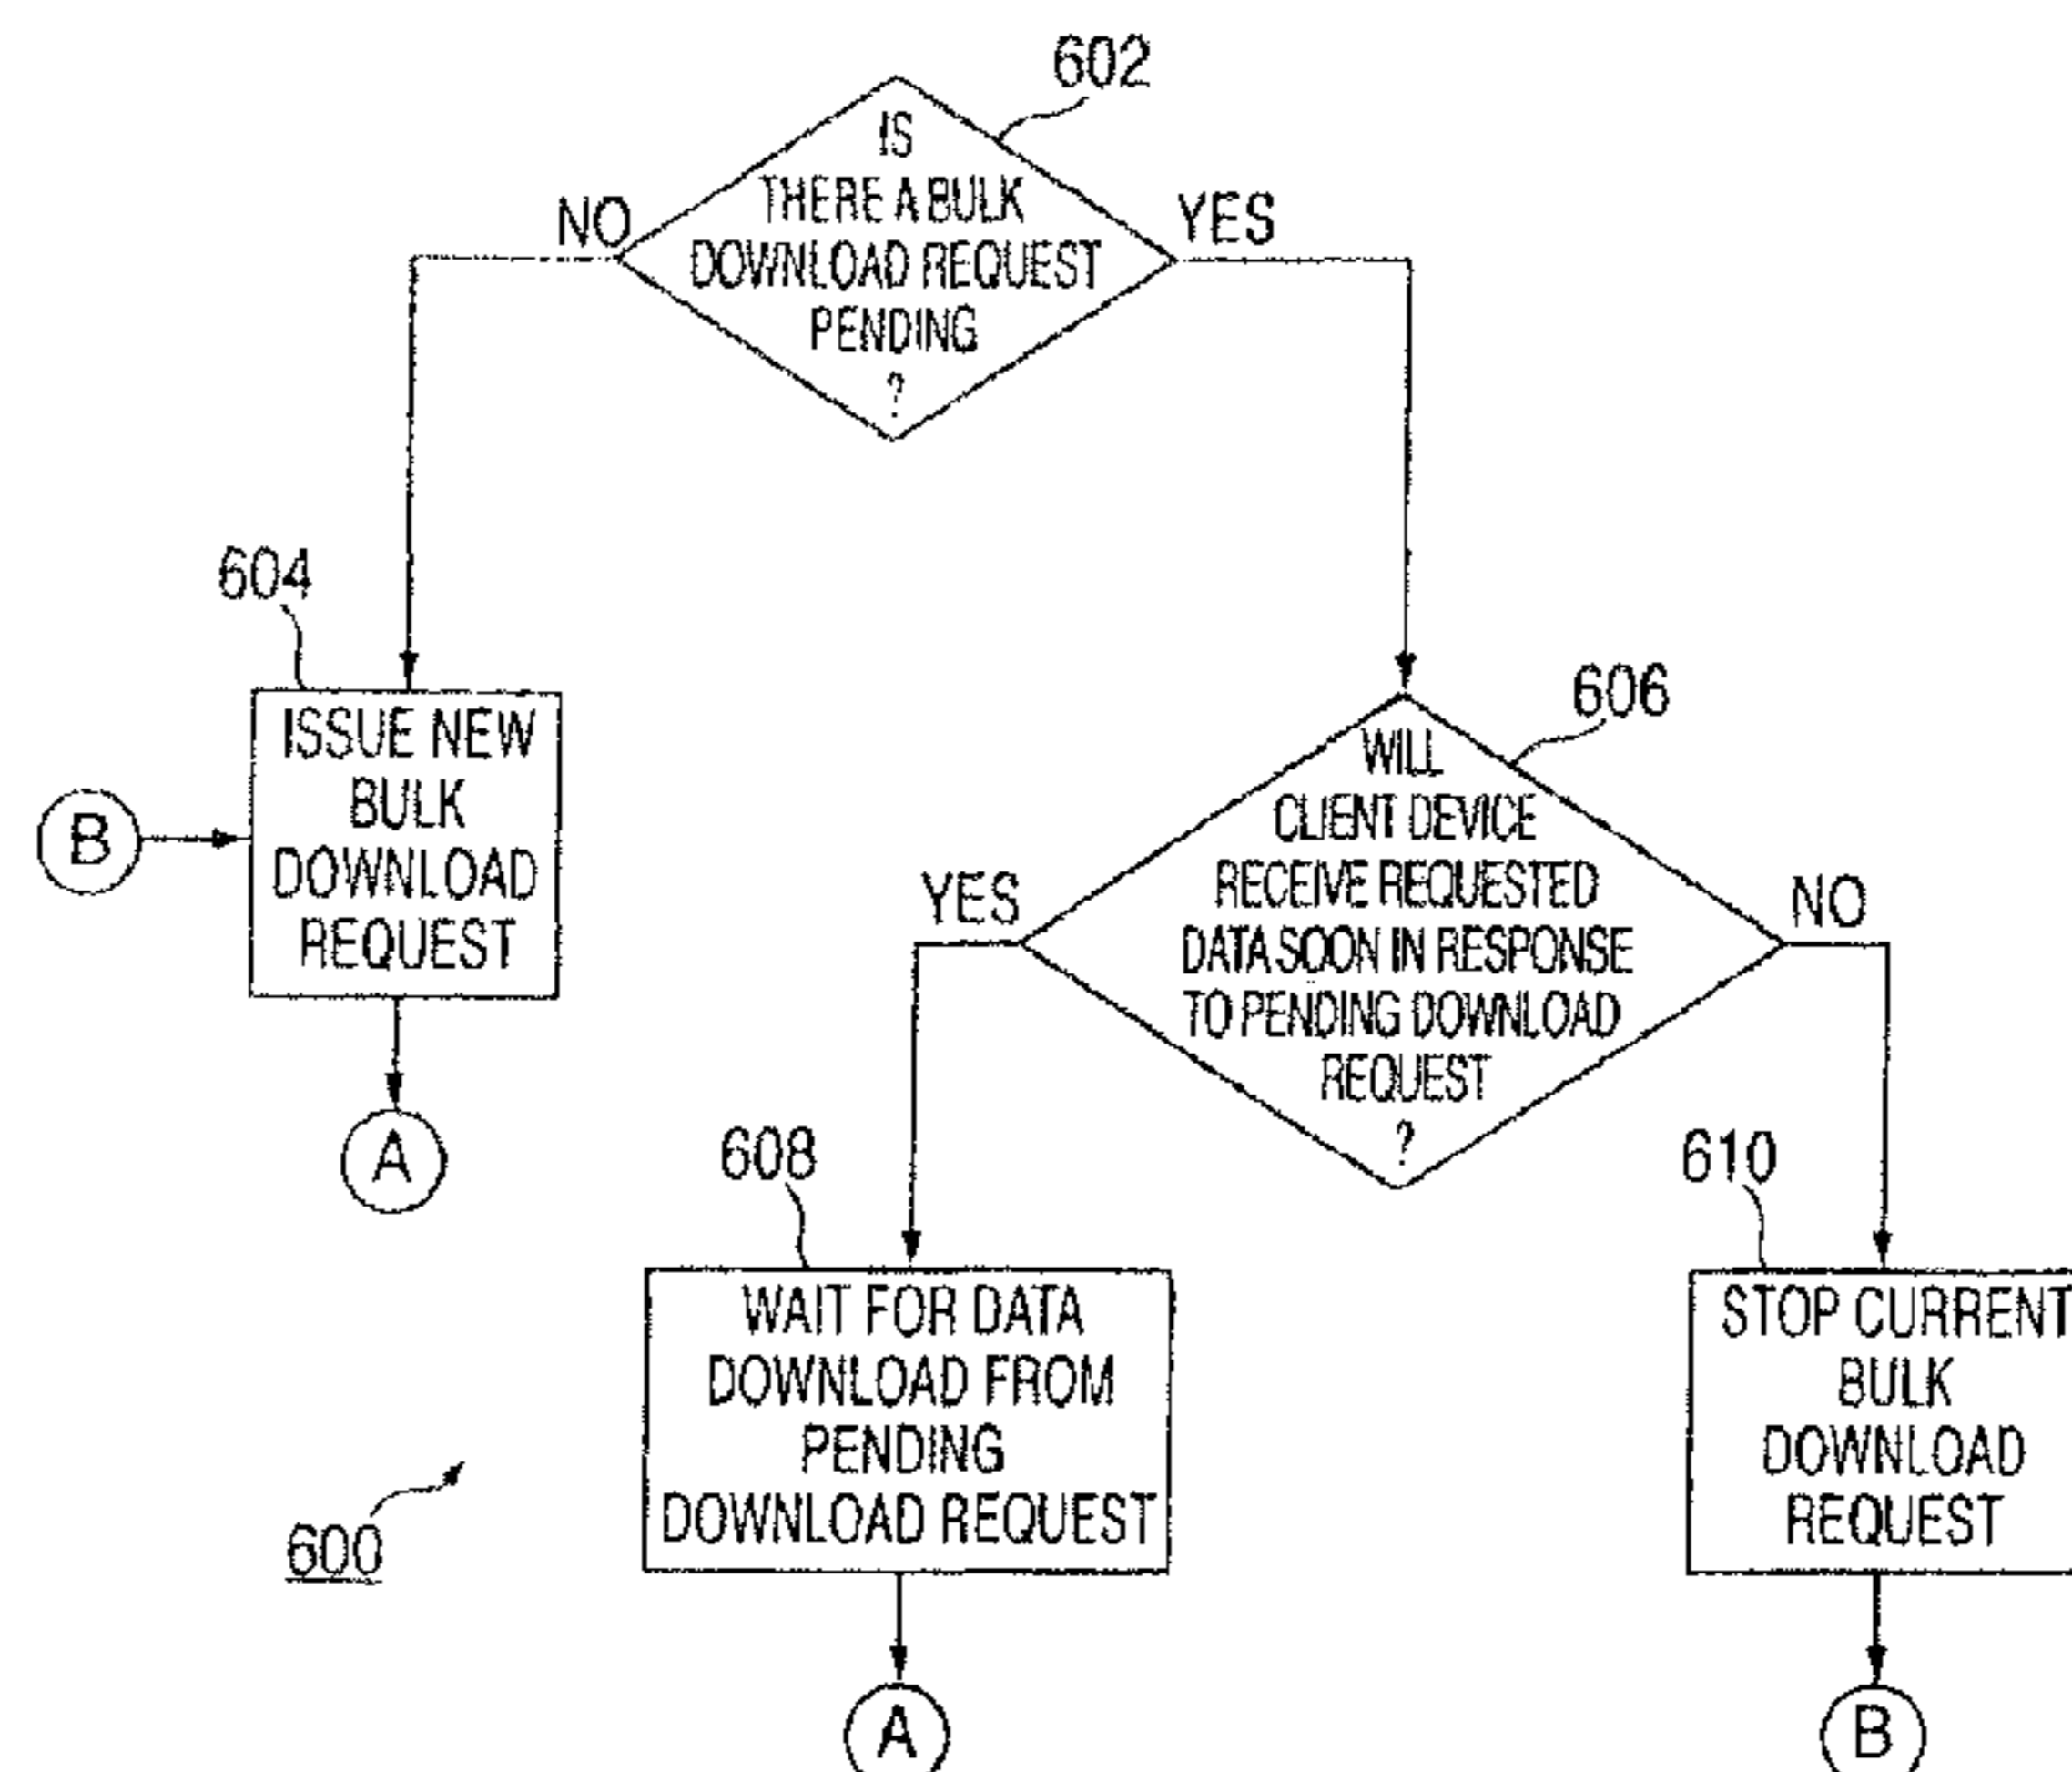 602
IS
THERE A BULK
DOWNLOAD REQUEST
PENDING
?
NO
YES
604
ISSUE NEW
BULK
DOWNLOAD
REQUEST
B
A
606
WILL
CLIENT DEVICE
RECEIVE REQUESTED
DATA SOON IN RESPONSE
TO PENDING DOWNLOAD
REQUEST
?
YES
NO
608
WAIT FOR DATA
DOWNLOAD FROM
PENDING
DOWNLOAD REQUEST
A
610
STOP CURRENT
BULK
DOWNLOAD
REQUEST
B
600